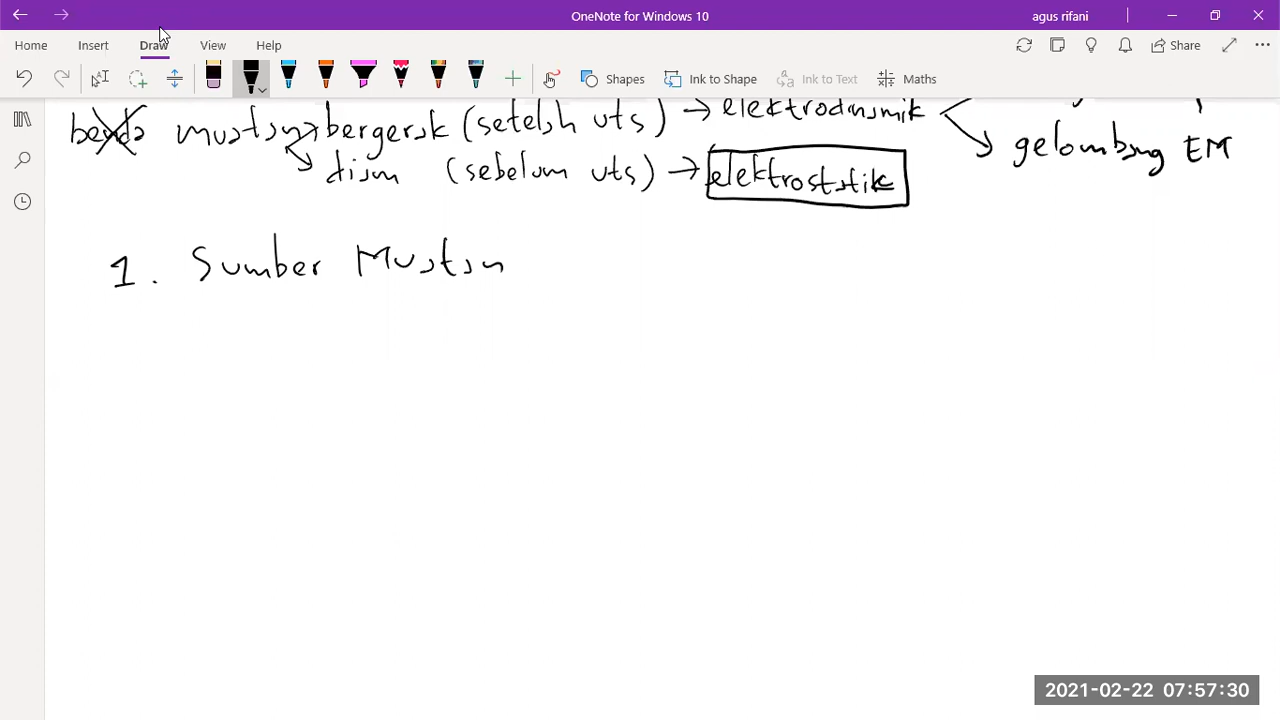 OneNote for Windows 10
agus rifani
Home Insert Draw View Help
Share
Shapes Ink to Shape Ink to Text Maths
benda muatan → bergerak (setelah uts) → elektrodinamik
→ gelombang EM
→ diam (sebelum uts) → elektrostatik
1. Sumber Muatan
2021-02-22 07:57:30